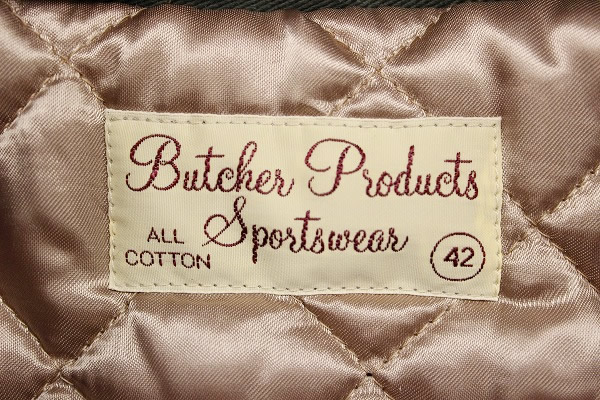 Butcher Products
Sportswear
ALL
COTTON
42